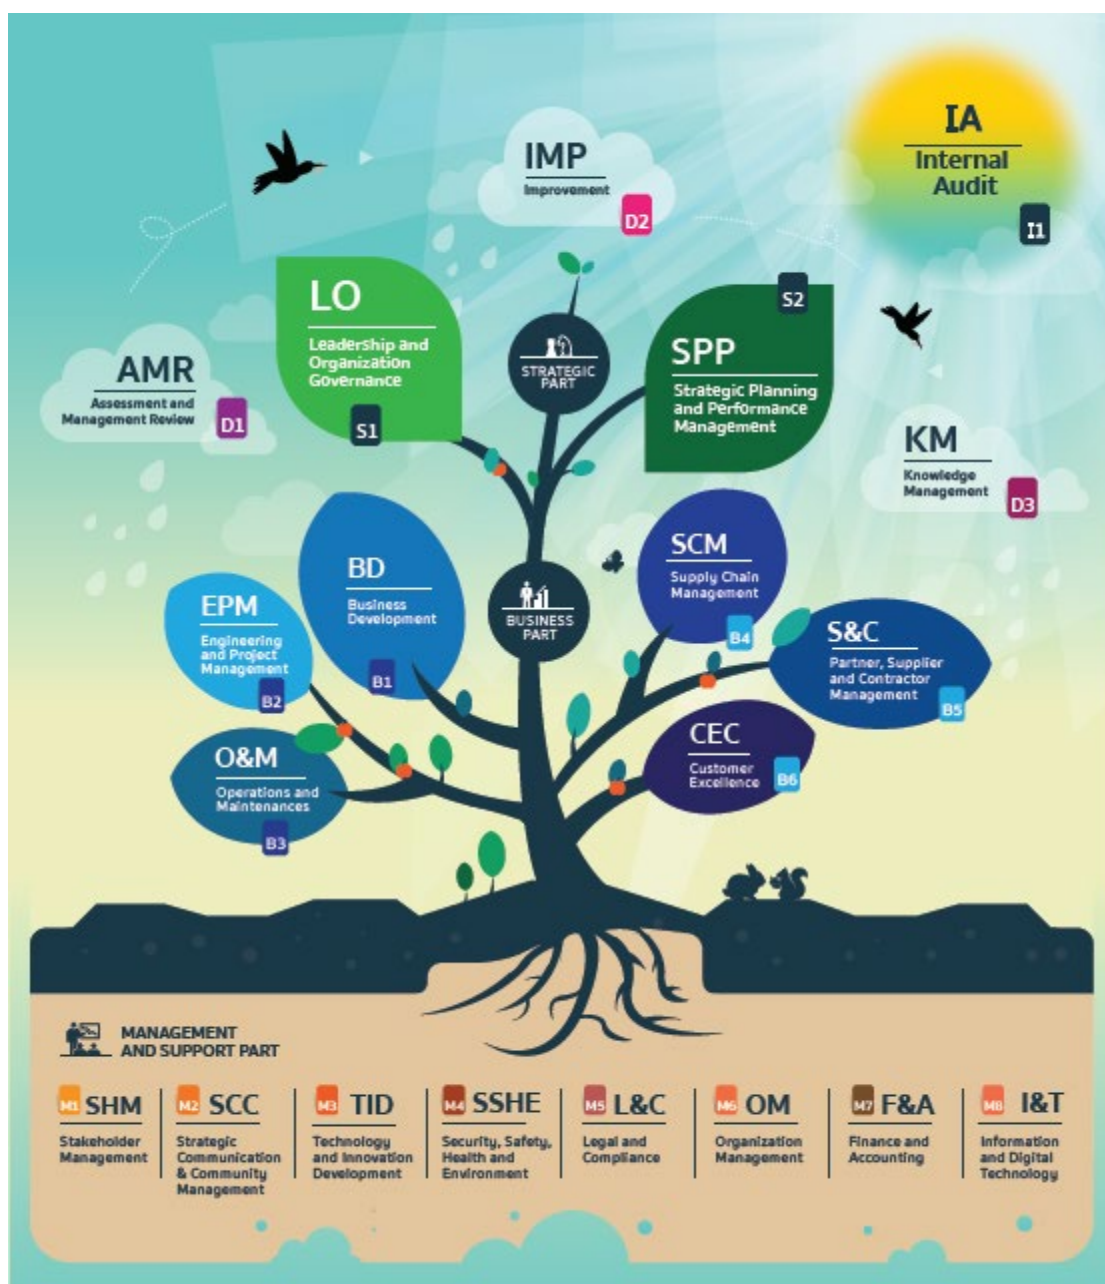 IMP
Improvement
D2
IA
Internal
Audit
I1
LO
Leadership and
Organization
Governance
S1
STRATEGIC
PART
S2
SPP
Strategic Planning
and Performance
Management
AMR
Assessment and
Management Review
D1
KM
Knowledge
Management
D3
BD
Business
Development
B1
SCM
Supply Chain
Management
B4
EPM
Engineering
and Project
Management
B2
BUSINESS
PART
S&C
Partner, Supplier
and Contractor
Management
B5
O&M
Operations and
Maintenances
B3
CEC
Customer
Excellence
B6
MANAGEMENT
AND SUPPORT PART
M1 SHM
Stakeholder
Management
M2 SCC
Strategic
Communication
& Community
Management
M3 TID
Technology
and Innovation
Development
M4 SSHE
Security, Safety,
Health and
Environment
M5 L&C
Legal and
Compliance
M6 OM
Organization
Management
M7 F&A
Finance and
Accounting
M8 I&T
Information
and Digital
Technology